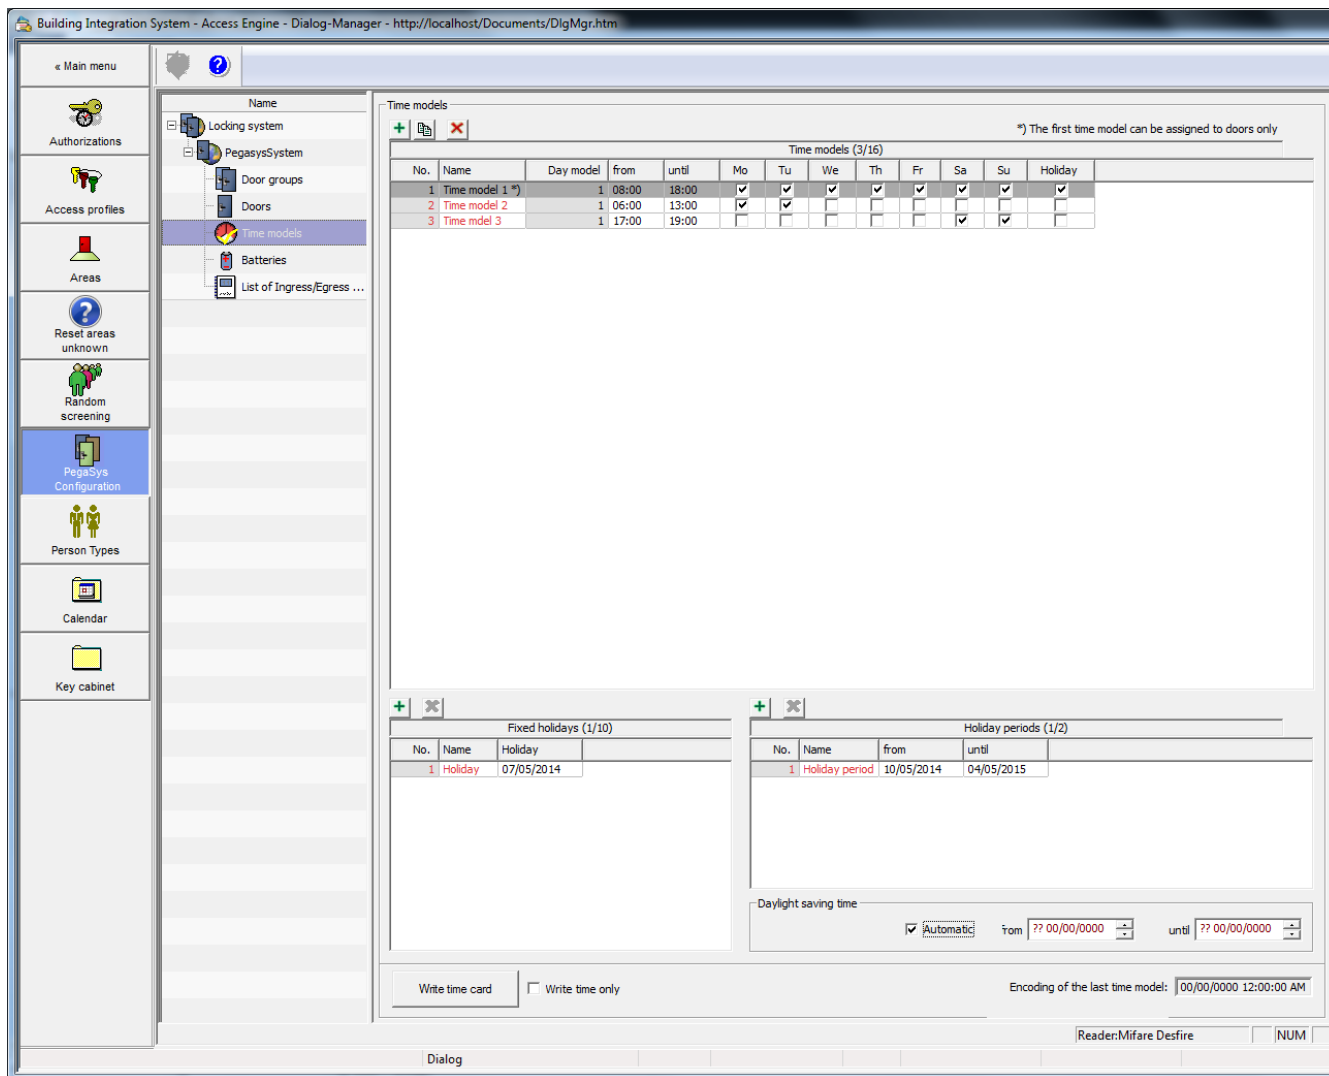 Building Integration System - Access Engine - Dialog-Manager - http://localhost/Documents/DlgMgr.htm
« Main menu
Authorizations
Access profiles
Areas
Reset areas
unknown
Random
screening
PegaSys
Configuration
Person Types
Calendar
Key cabinet
Name
Locking system
PegasysSystem
Door groups
Doors
Time models
Batteries
List of Ingress/Egress ...
Time models
*) The first time model can be assigned to doors only
Time models (3/16)
No. Name Day model from until Mo Tu We Th Fr Sa Su Holiday
1 Time model 1 *) 1 08:00 18:00
2 Time model 2 1 06:00 13:00
3 Time mdel 3 1 17:00 19:00
Fixed holidays (1/10)
No. Name Holiday
1 Holiday 07/05/2014
Holiday periods (1/2)
No. Name from until
1 Holiday period 10/05/2014 04/05/2015
Daylight saving time
Automatic from ?? 00/00/0000 until ?? 00/00/0000
Write time card Write time only Encoding of the last time model: 00/00/0000 12:00:00 AM
Reader:Mifare Desfire NUM
Dialog